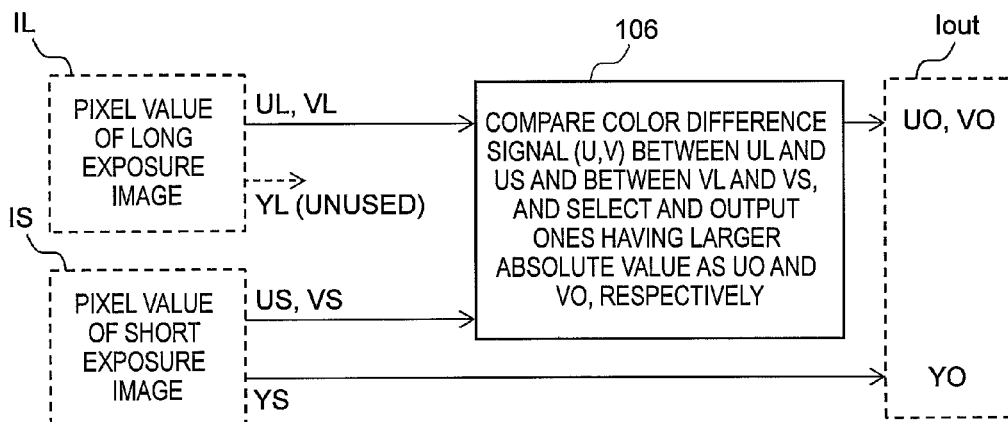 IL
106
Iout
PIXEL VALUE
OF LONG
EXPOSURE
IMAGE
UL, VL
YL (UNUSED)
COMPARE COLOR DIFFERENCE
SIGNAL (U,V) BETWEEN UL AND
US AND BETWEEN VL AND VS,
AND SELECT AND OUTPUT
ONES HAVING LARGER
ABSOLUTE VALUE AS UO AND
VO, RESPECTIVELY
UO, VO
IS
PIXEL VALUE
OF SHORT
EXPOSURE
IMAGE
US, VS
YS
YO